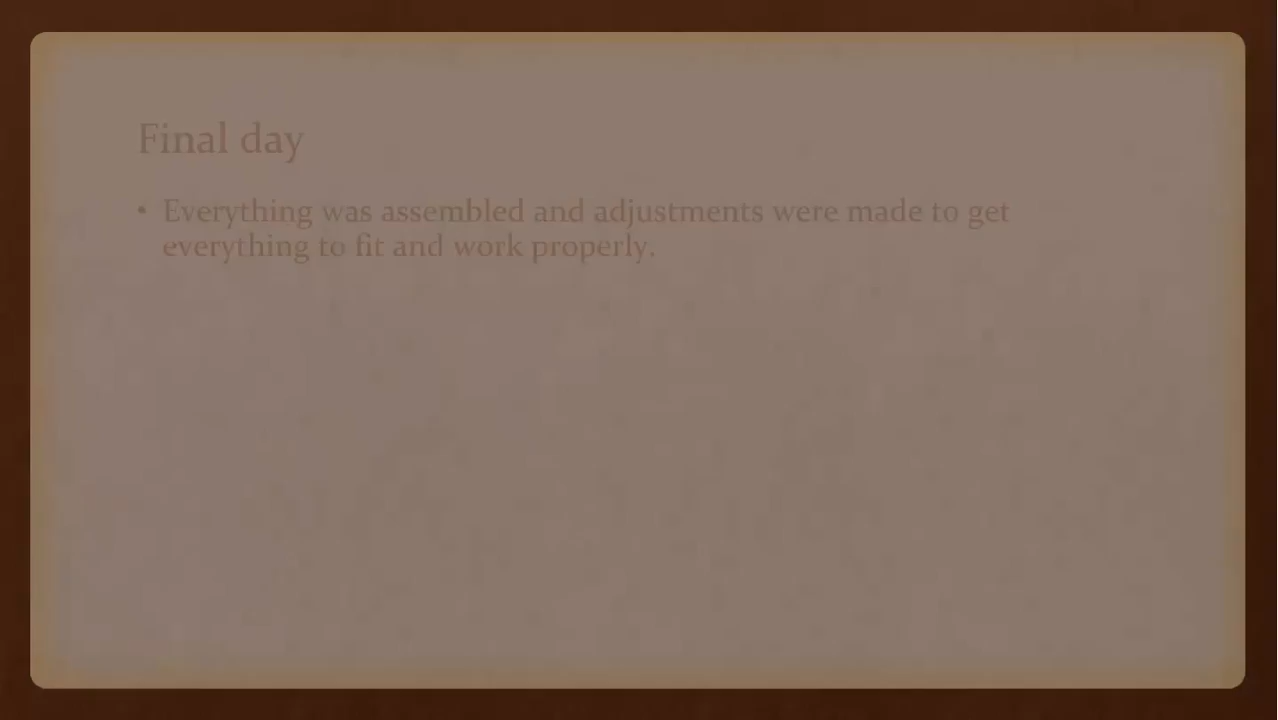 Final day
• Everything was assembled and adjustments were made to get
everything to fit and work properly.